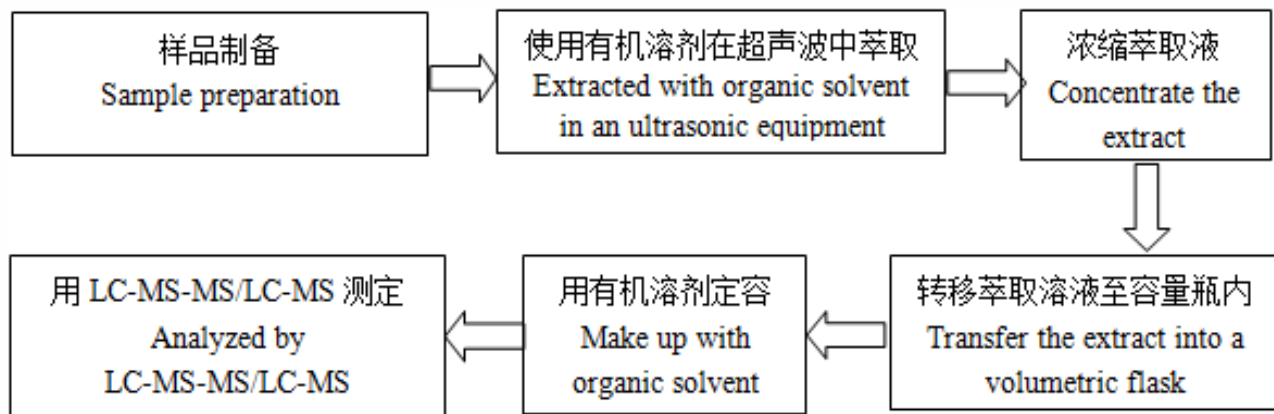 样品制备
Sample preparation
使用有机溶剂在超声波中萃取
Extracted with organic solvent
in an ultrasonic equipment
浓缩萃取液
Concentrate the
extract
转移萃取溶液至容量瓶内
Transfer the extract into a
volumetric flask
用有机溶剂定容
Make up with
organic solvent
用 LC-MS-MS/LC-MS 测定
Analyzed by
LC-MS-MS/LC-MS